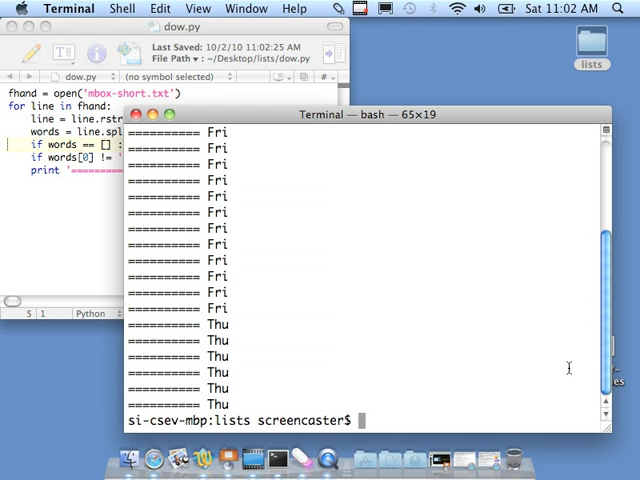 Terminal Shell Edit View Window Help Sat 11:02 AM
dow.py
Last Saved: 10/2/10 11:02:25 AM
File Path ▾: ~/Desktop/lists/dow.py
dow.py (no symbol selected)
fhand = open('mbox-short.txt')
for line in fhand:
line = line.rstr
words = line.spl
if words == [] :
if words[0] != '
print '=========
5 1 Python
lists
Terminal — bash — 65×19
========== Fri
========== Fri
========== Fri
========== Fri
========== Fri
========== Fri
========== Fri
========== Fri
========== Fri
========== Fri
========== Fri
========== Fri
========== Thu
========== Thu
========== Thu
========== Thu
========== Thu
========== Thu
si-csev-mbp:lists screencaster$